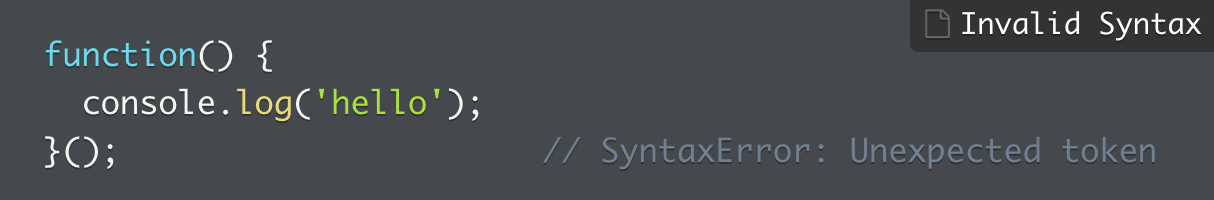 Invalid Syntax
function() {
  console.log('hello');
}();                      // SyntaxError: Unexpected token